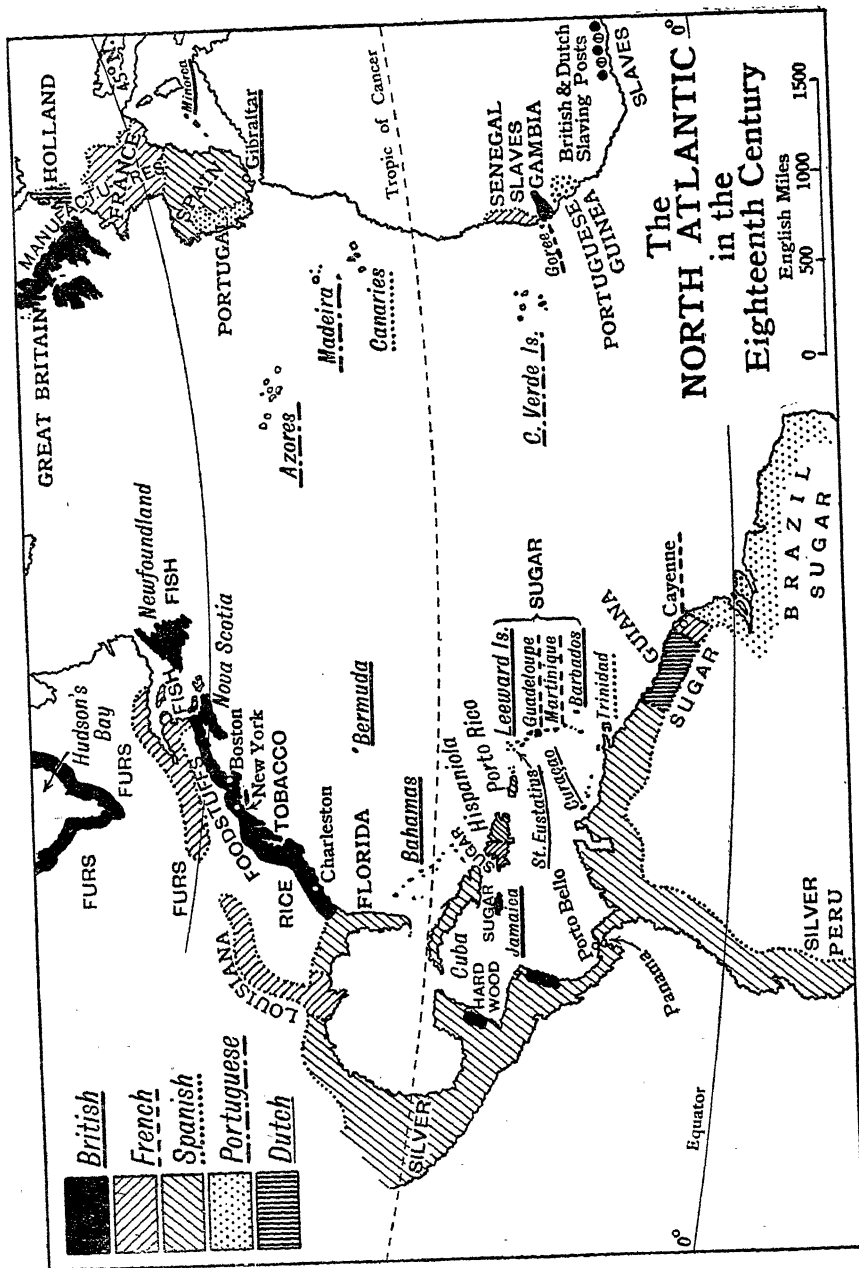 The
NORTH ATLANTIC
in the
Eighteenth Century
English Miles
0 500 1000 1500
British
French
Spanish
Portuguese
Dutch
GREAT BRITAIN
MANUFACTURES
HOLLAND
FRANCE
SPAIN
PORTUGAL
Minorca
Gibraltar
45°N.
Hudson's
Bay
FURS
FURS
FURS
Newfoundland
FISH
FISH
Nova Scotia
FOODSTUFFS
Boston
New York
TOBACCO
RICE
Charleston
LOUISIANA
FLORIDA
Bermuda
Bahamas
Azores
Madeira
Canaries
Tropic of Cancer
SILVER
Cuba
SUGAR
Hispaniola
Porto Rico
SUGAR
Jamaica
HARD
WOOD
Leeward Is.
Guadeloupe
Martinique
Barbados
SUGAR
St. Eustatius
Curaçao
Trinidad
Porto Bello
Panama
GUIANA
SUGAR
Cayenne
C. Verde Is.
SENEGAL
SLAVES
GAMBIA
Goree
PORTUGUESE
GUINEA
British & Dutch
Slaving Posts
SLAVES
SILVER
PERU
BRAZIL
SUGAR
Equator
0°
0°